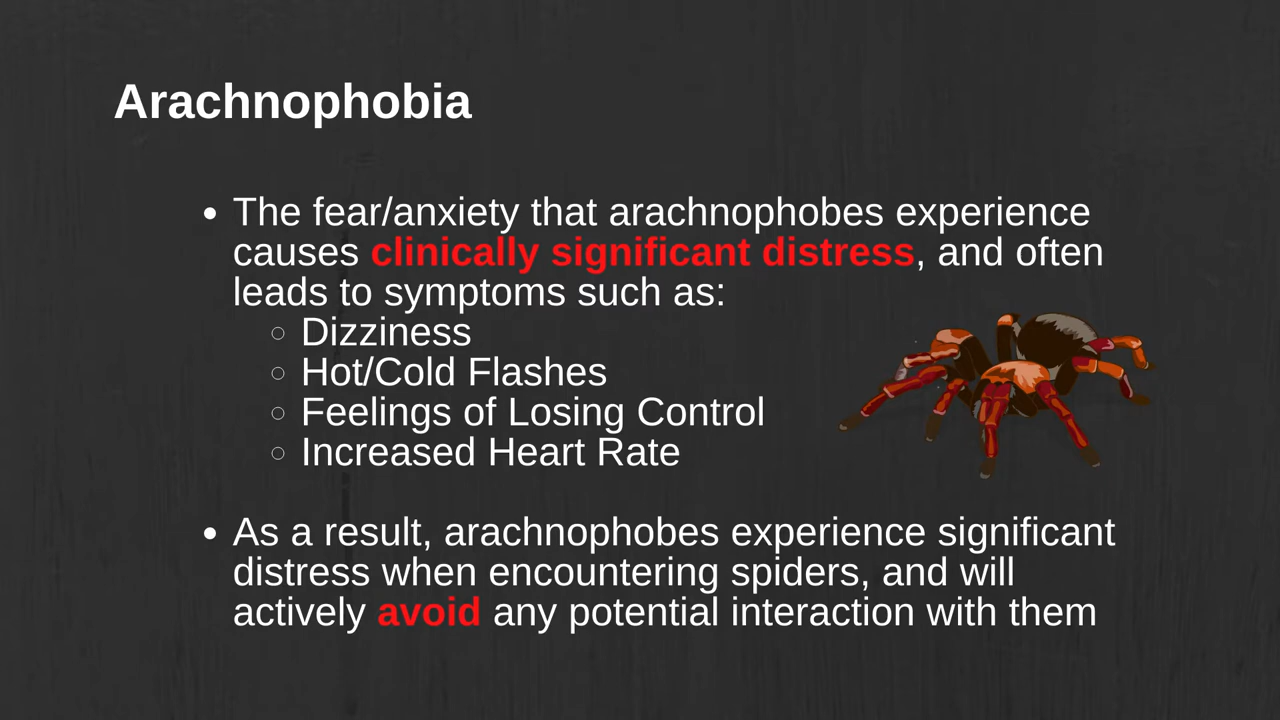 Arachnophobia
• The fear/anxiety that arachnophobes experience
causes clinically significant distress, and often
leads to symptoms such as:
○ Dizziness
○ Hot/Cold Flashes
○ Feelings of Losing Control
○ Increased Heart Rate
• As a result, arachnophobes experience significant
distress when encountering spiders, and will
actively avoid any potential interaction with them